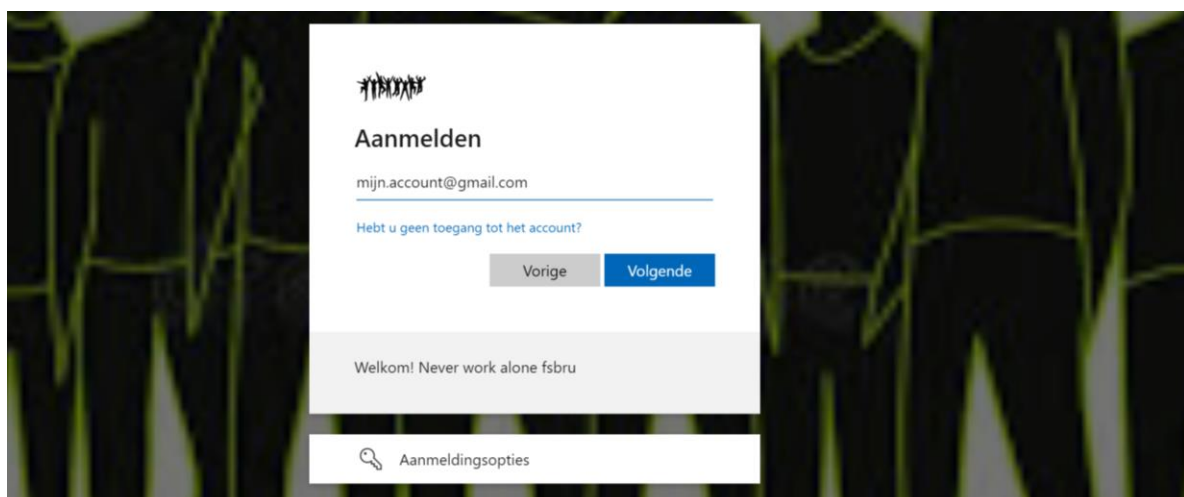 Aanmelden
mijn.account@gmail.com
Hebt u geen toegang tot het account?
Vorige
Volgende
Welkom! Never work alone fsbru
Aanmeldingsopties